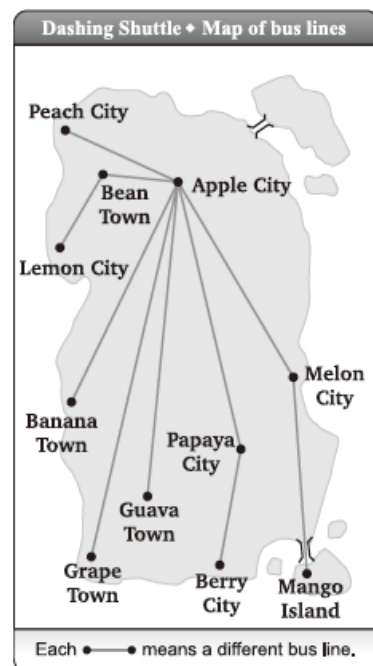 Dashing Shuttle ◆ Map of bus lines
Peach City
Apple City
Bean
Town
Lemon City
Melon
City
Banana
Town
Papaya
City
Guava
Town
Grape
Town
Berry
City
Mango
Island
Each ●—● means a different bus line.